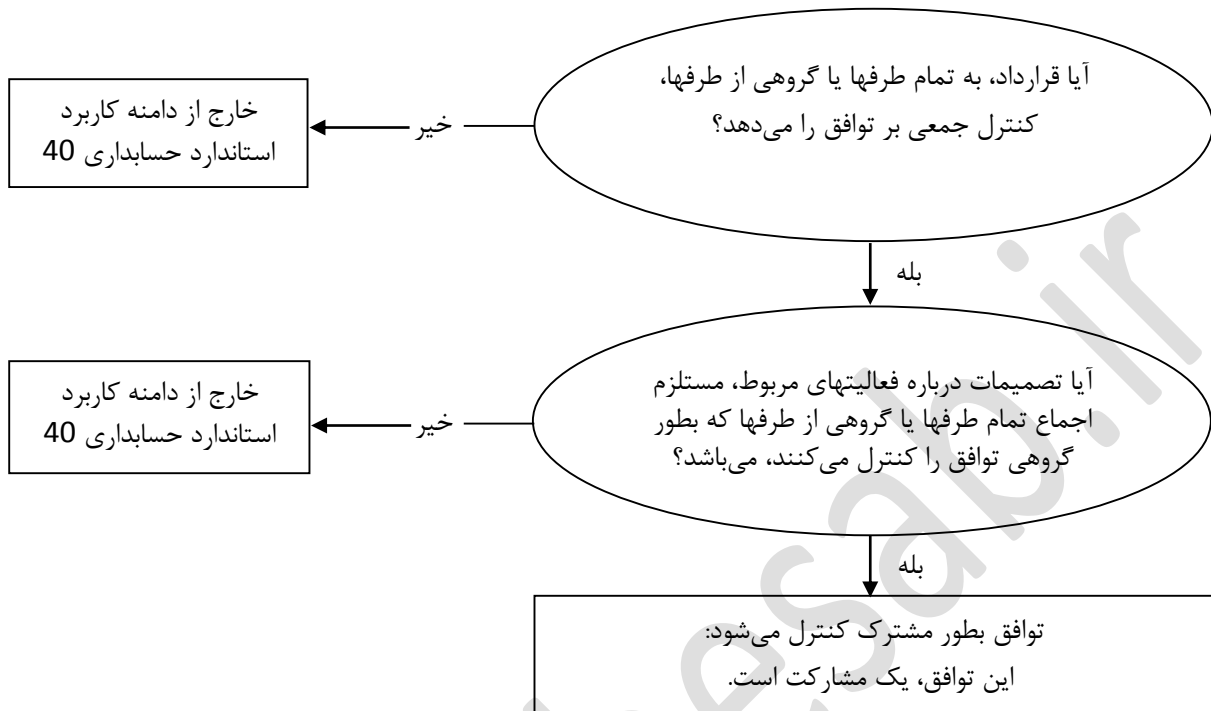 آیا قرارداد، به تمام طرفها یا گروهی از طرفها،
کنترل جمعی بر توافق را می‌دهد؟
خیر
خارج از دامنه کاربرد
استاندارد حسابداری 40
بله
آیا تصمیمات درباره فعالیتهای مربوط، مستلزم
اجماع تمام طرفها یا گروهی از طرفها که بطور
گروهی توافق را کنترل می‌کنند، می‌باشد؟
خیر
خارج از دامنه کاربرد
استاندارد حسابداری 40
بله
توافق بطور مشترک کنترل می‌شود:
این توافق، یک مشارکت است.
esab.ir